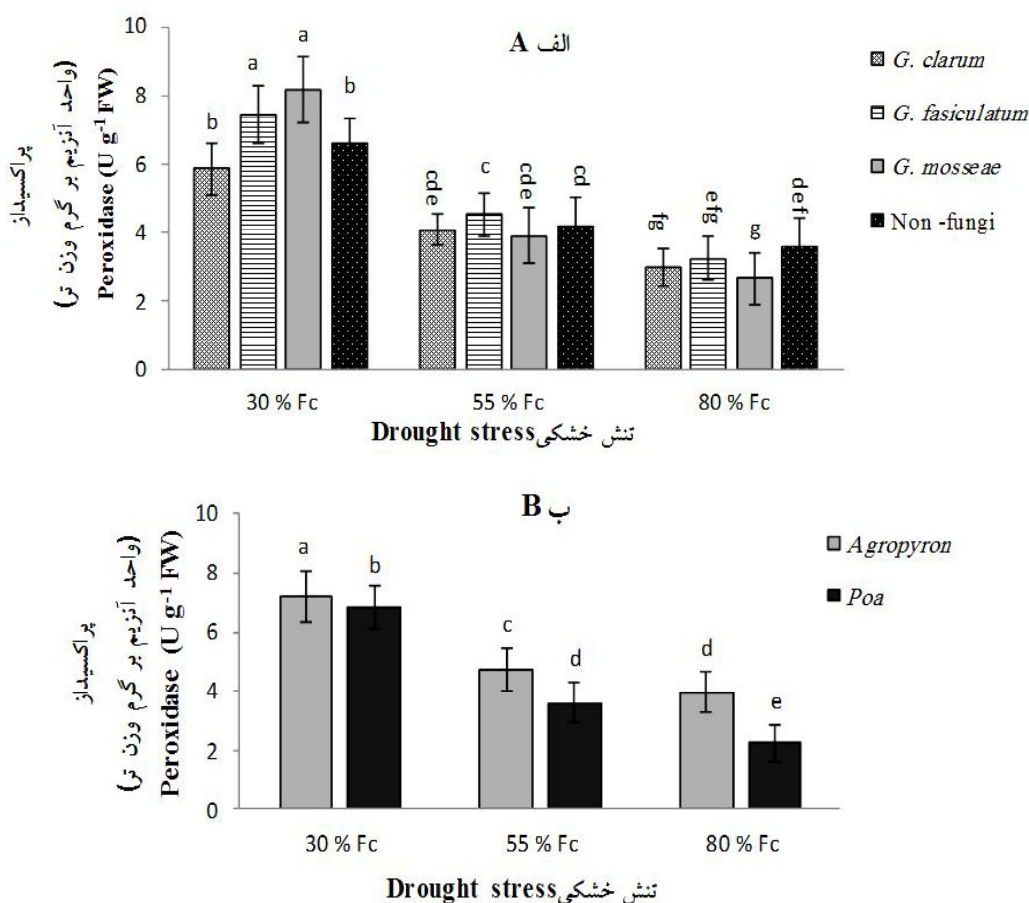 الف A
10
8
6
4
2
0
پراکسیداز
(واحد آنزیم بر گرم وزن تر)
Peroxidase (U g-1 FW)
b
a
a
b
cde
c
cde
cd
fg
efg
g
def
G. clarum
G. fasiculatum
G. mosseae
Non -fungi
30 % Fc
55 % Fc
80 % Fc
Drought stress تنش خشکی
ب B
10
8
6
4
2
0
پراکسیداز
(واحد آنزیم بر گرم وزن تر)
Peroxidase (U g-1 FW)
a
b
c
d
d
e
Agropyron
Poa
30 % Fc
55 % Fc
80 % Fc
Drought stress تنش خشکی